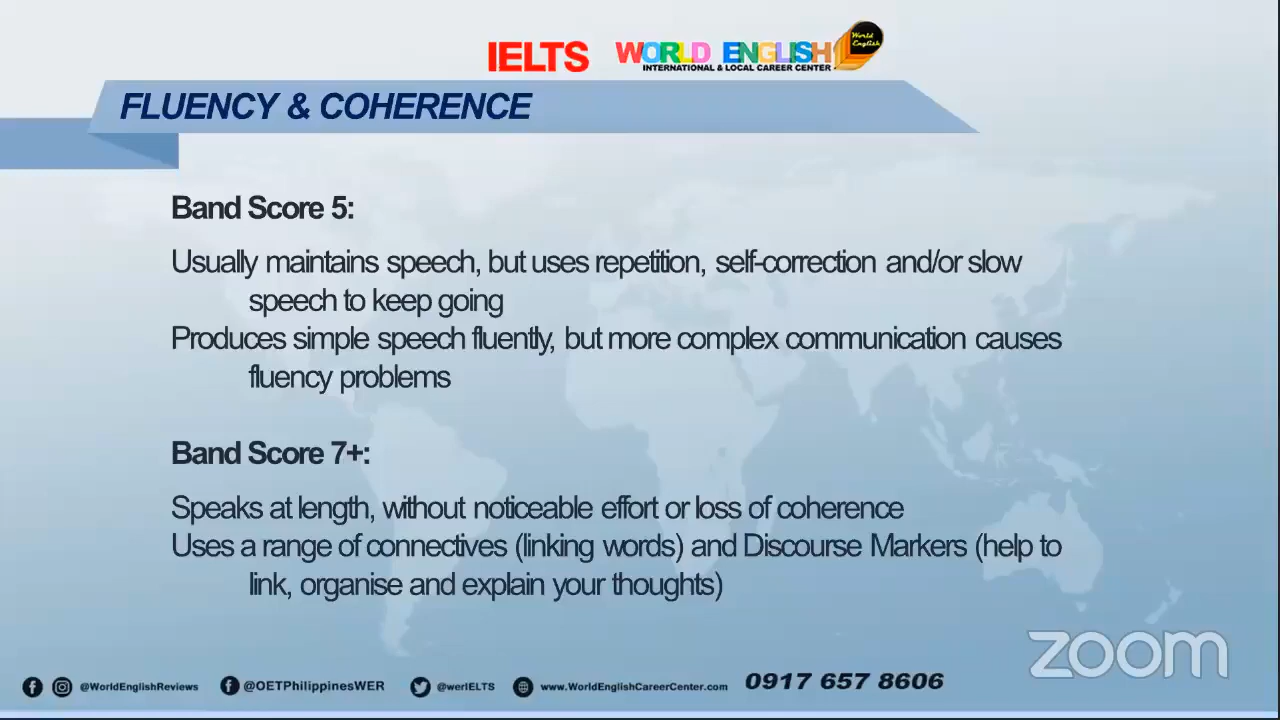 IELTS WORLD ENGLISH World English
INTERNATIONAL & LOCAL CAREER CENTER
FLUENCY & COHERENCE
Band Score 5:
Usually maintains speech, but uses repetition, self-correction and/or slow
speech to keep going
Produces simple speech fluently, but more complex communication causes
fluency problems
Band Score 7+:
Speaks at length, without noticeable effort or loss of coherence
Uses a range of connectives (linking words) and Discourse Markers (help to
link, organise and explain your thoughts)
zoom
@WorldEnglishReviews @OETPhilippinesWER @werIELTS www.WorldEnglishCareerCenter.com 0917 657 8606